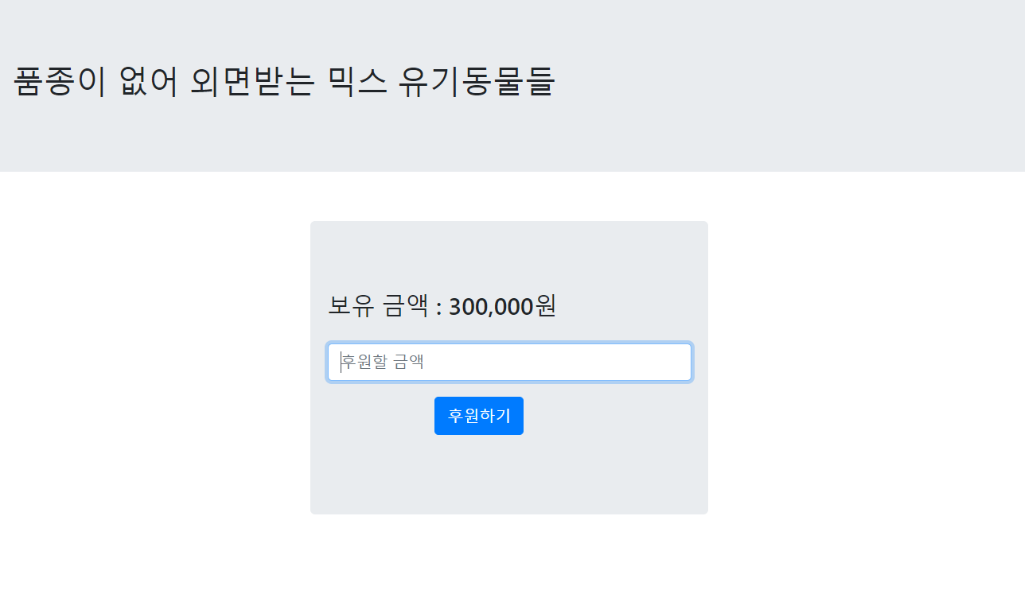 품종이 없어 외면받는 믹스 유기동물들
보유 금액 : 300,000원
후원할 금액
후원하기